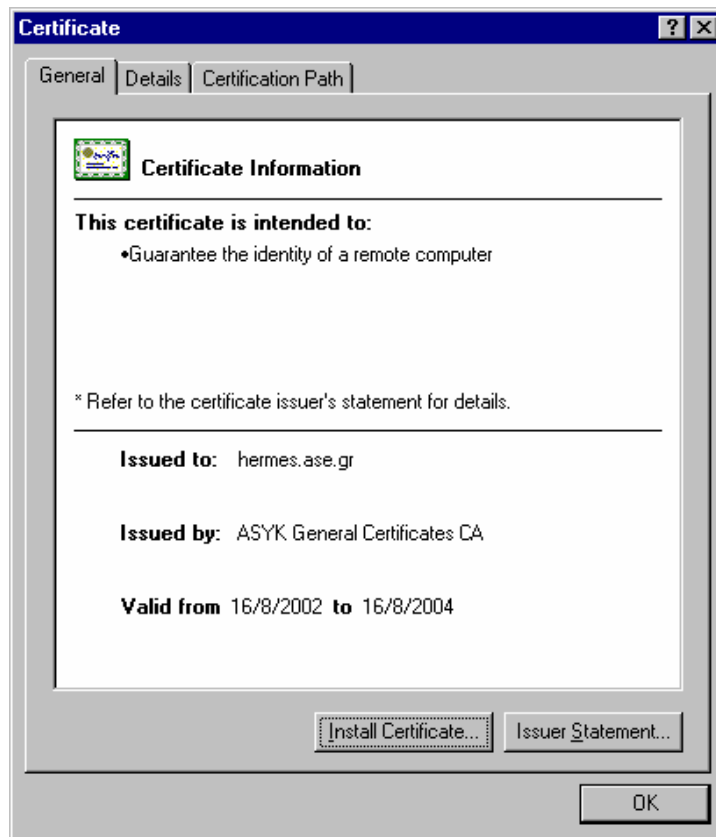 Certificate
General Details Certification Path
Certificate Information
This certificate is intended to:
•Guarantee the identity of a remote computer
* Refer to the certificate issuer's statement for details.
Issued to: hermes.ase.gr
Issued by: ASYK General Certificates CA
Valid from 16/8/2002 to 16/8/2004
Install Certificate... Issuer Statement...
OK